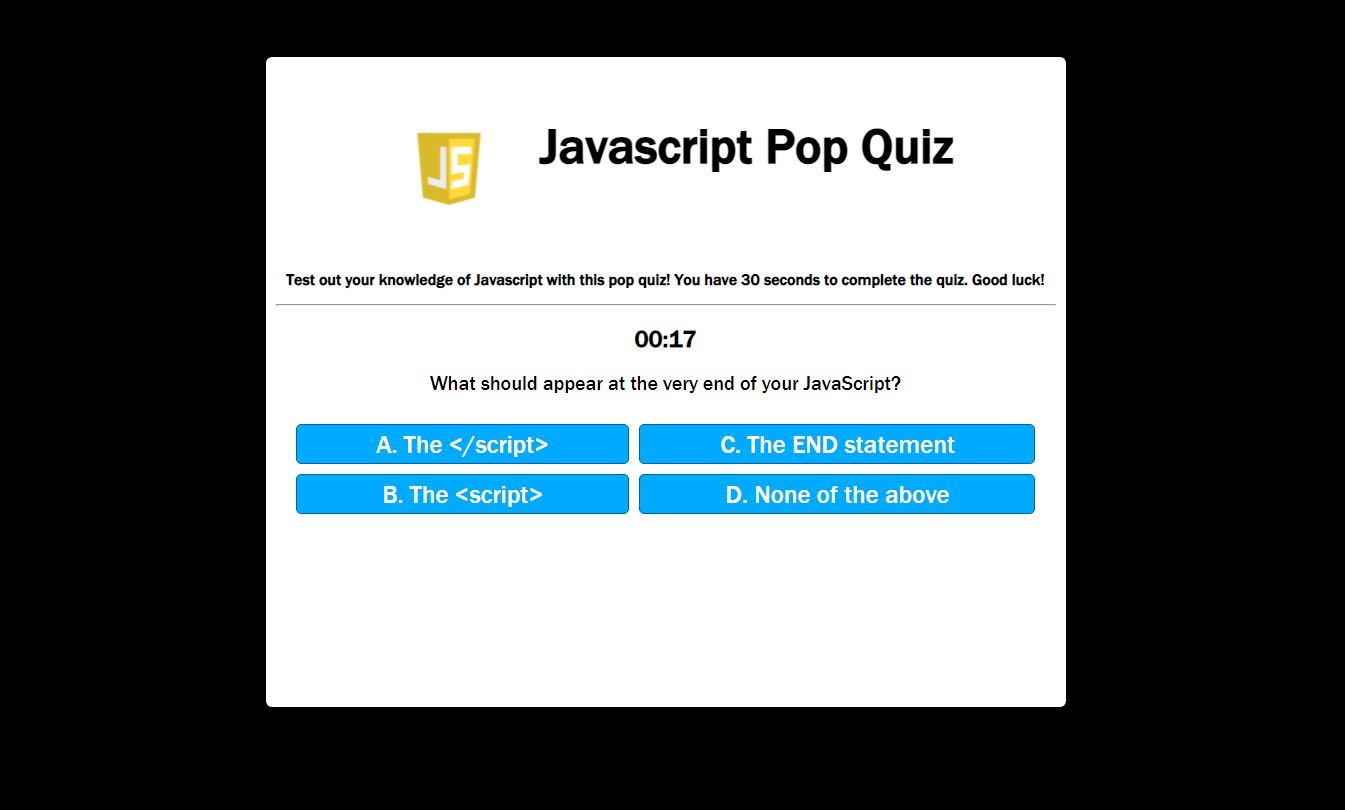 JS
Javascript Pop Quiz
Test out your knowledge of Javascript with this pop quiz! You have 30 seconds to complete the quiz. Good luck!
00:17
What should appear at the very end of your JavaScript?
A. The </script>
C. The END statement
B. The <script>
D. None of the above